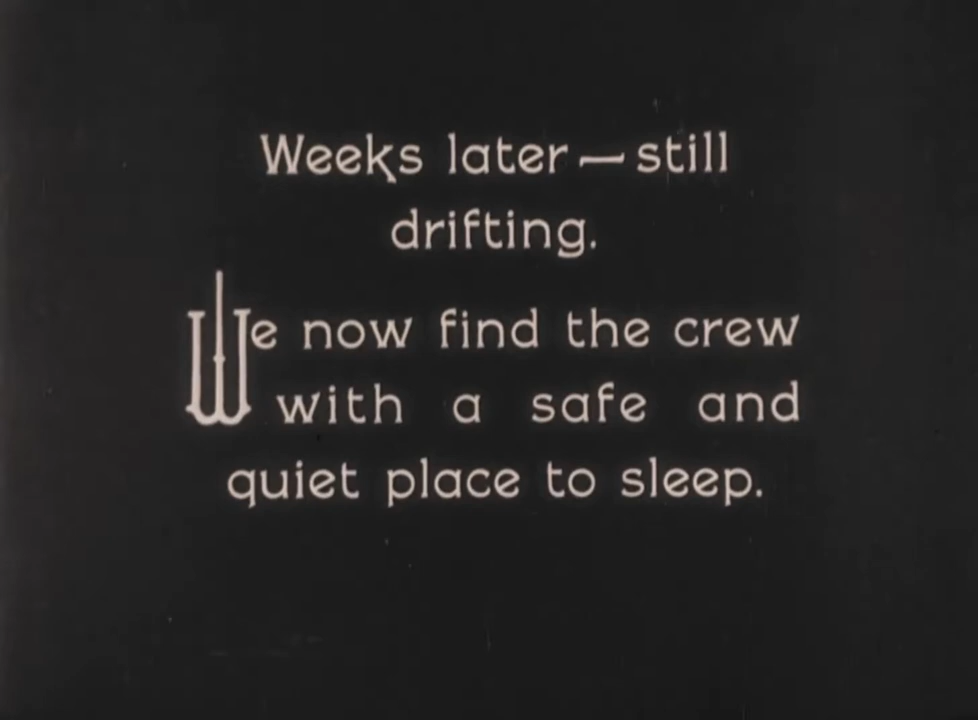 Weeks later — still
drifting.
We now find the crew
with a safe and
quiet place to sleep.